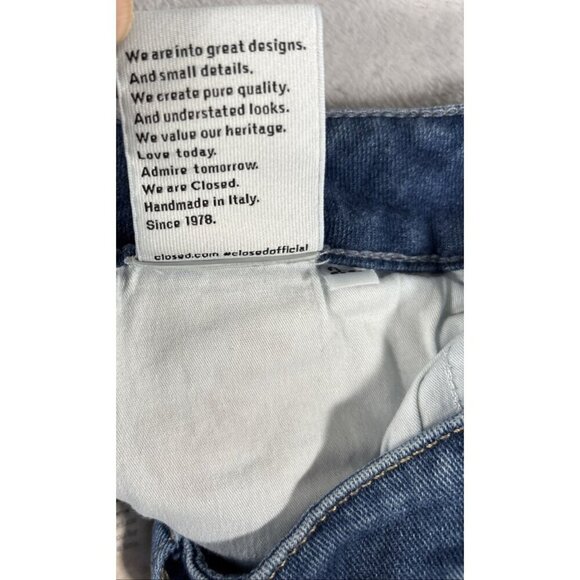 We are into great designs.
And small details.
We create pure quality.
And understated looks.
We value our heritage.
Love today.
Admire tomorrow.
We are Closed.
Handmade in Italy.
Since 1978.
closed.com #closedofficial